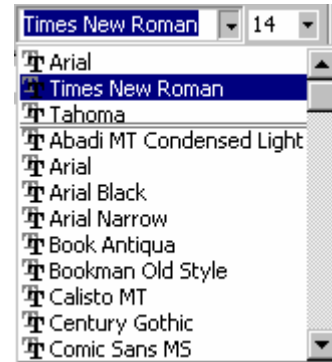 Times New Roman 14
Arial
Times New Roman
Tahoma
Abadi MT Condensed Light
Arial
Arial Black
Arial Narrow
Book Antiqua
Bookman Old Style
Calisto MT
Century Gothic
Comic Sans MS